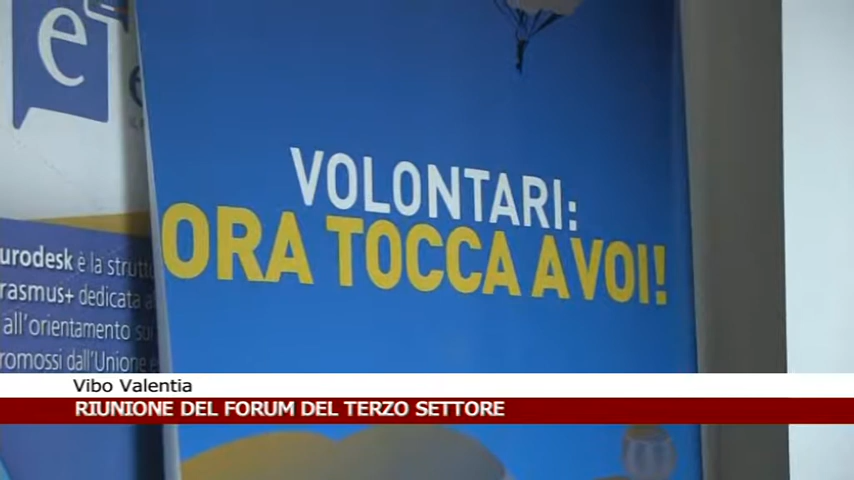 e
VOLONTARI:
ORA TOCCA A VOI!
urodesk è la strutt
rasmus+ dedicata a
all'orientamento su
romossi dall'Unione e
Vibo Valentia
RIUNIONE DEL FORUM DEL TERZO SETTORE